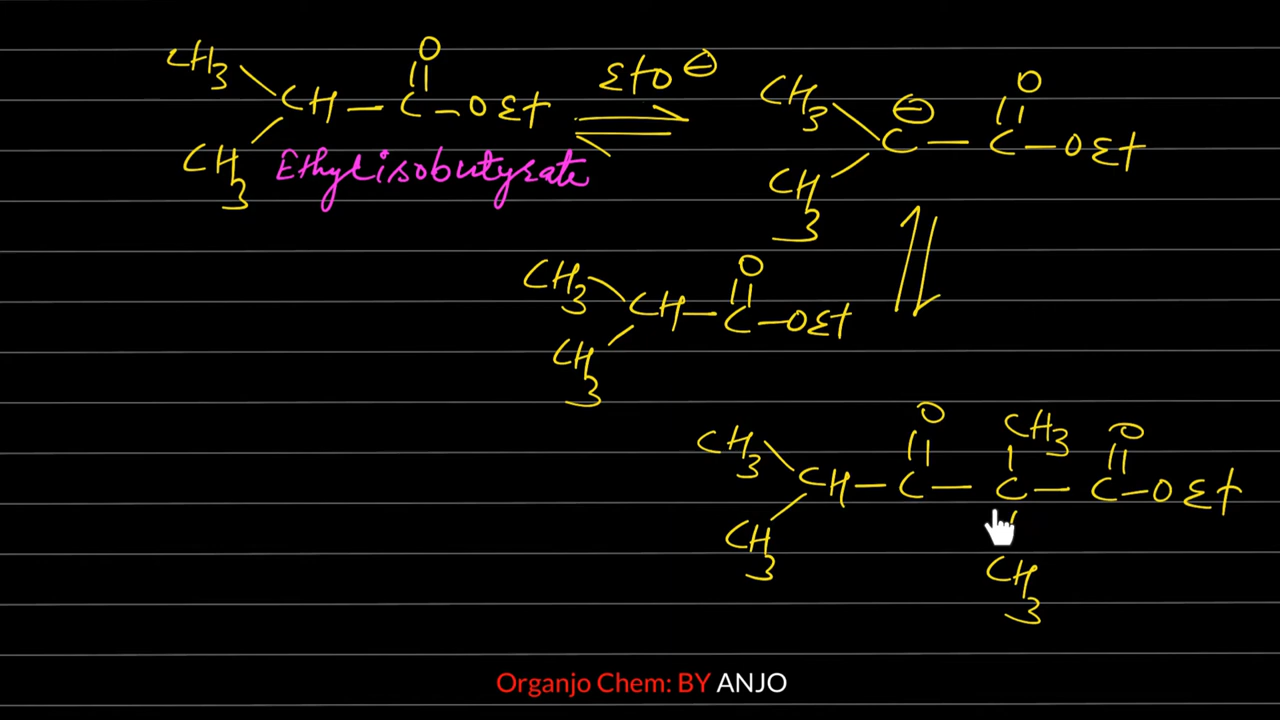 CH3 CH — C — OEt O EtO⊖ CH3 C⊖ — C — OEt O
CH3 CH3
Ethylisobutyrate
CH3 CH — C — OEt O
CH3
CH3 CH — C — C — C — OEt O CH3 O
CH3 CH3
Organjo Chem: BY ANJO